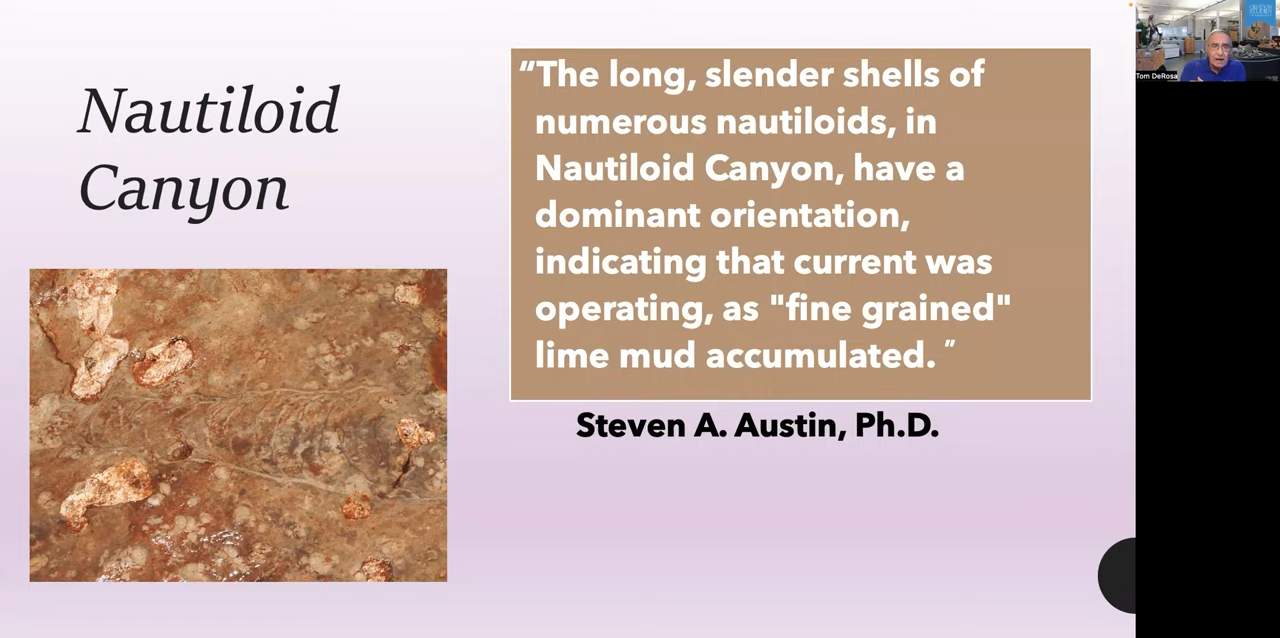 Nautiloid
Canyon
“The long, slender shells of
numerous nautiloids, in
Nautiloid Canyon, have a
dominant orientation,
indicating that current was
operating, as "fine grained"
lime mud accumulated.”
Steven A. Austin, Ph.D.
Tom DeRosa